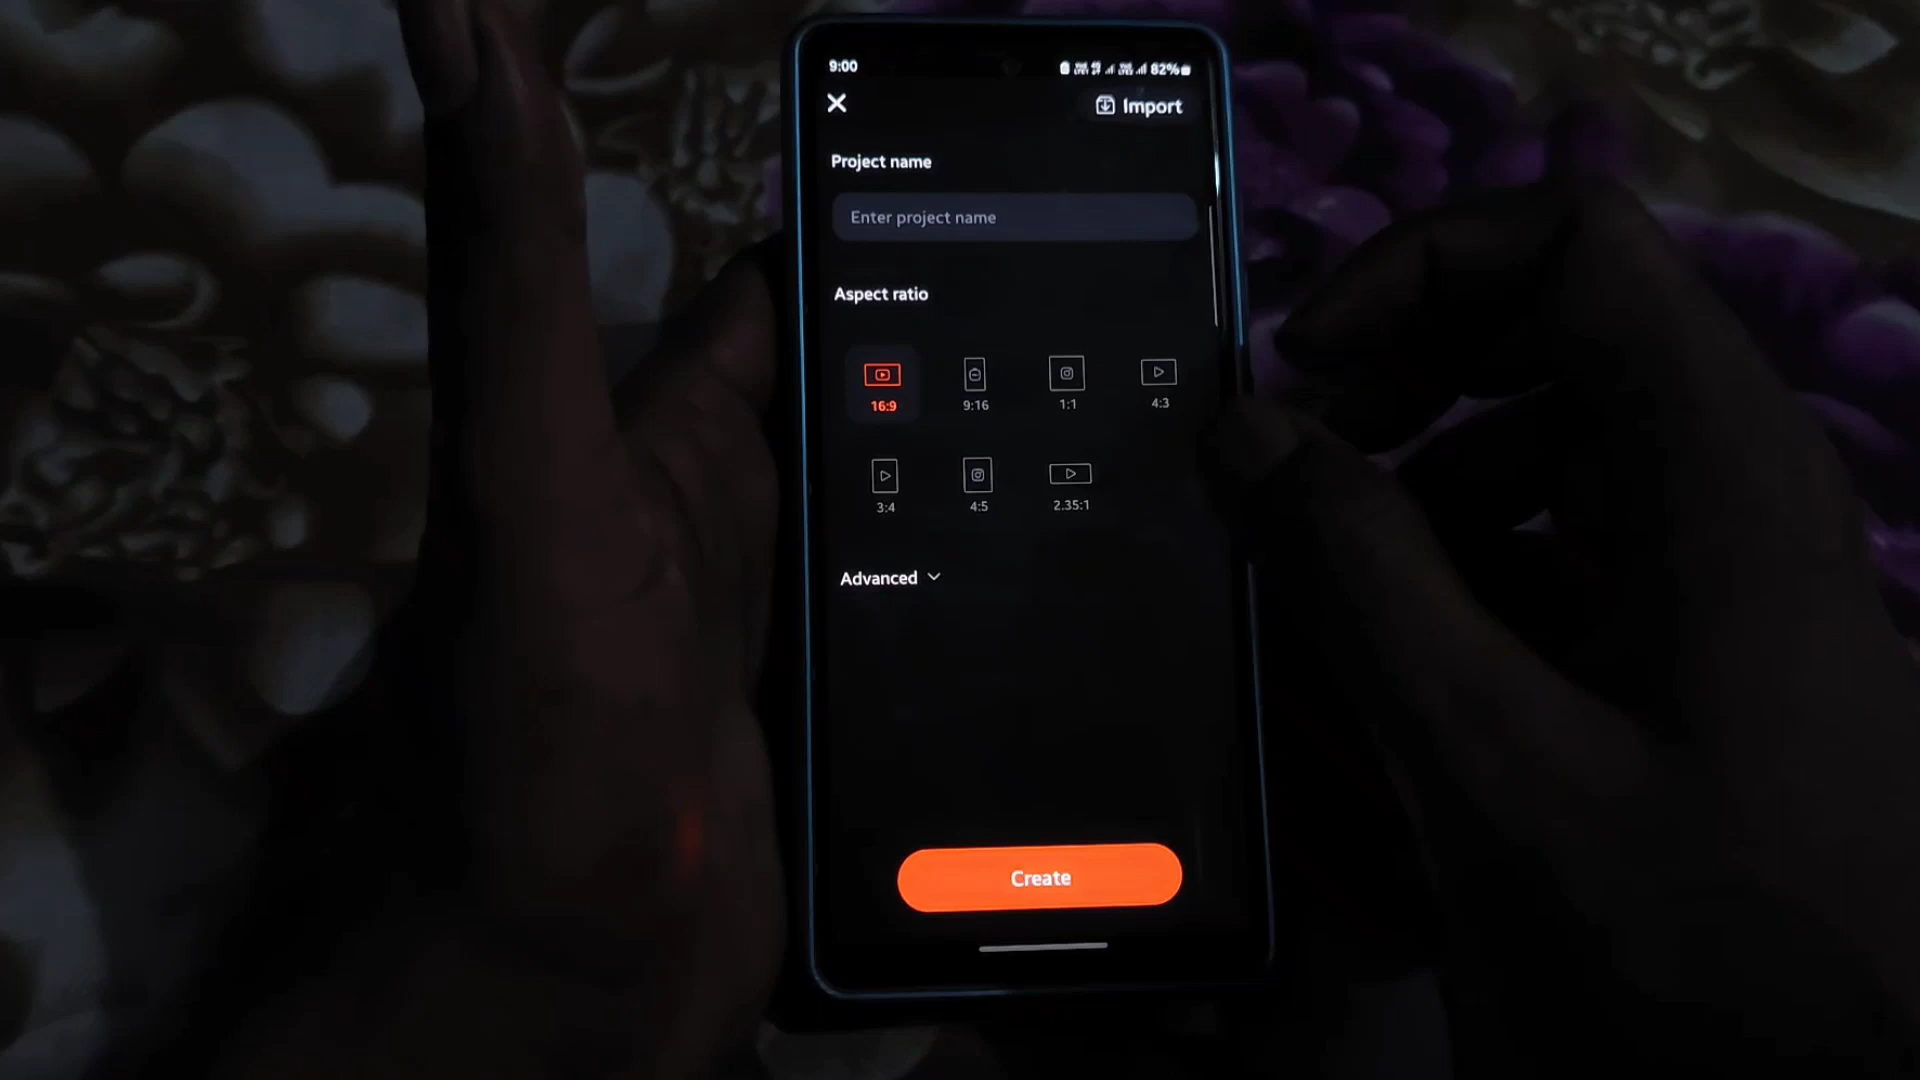 9:00
82%
Import
Project name
Enter project name
Aspect ratio
16:9
9:16
1:1
4:3
3:4
4:5
2.35:1
Advanced
Create